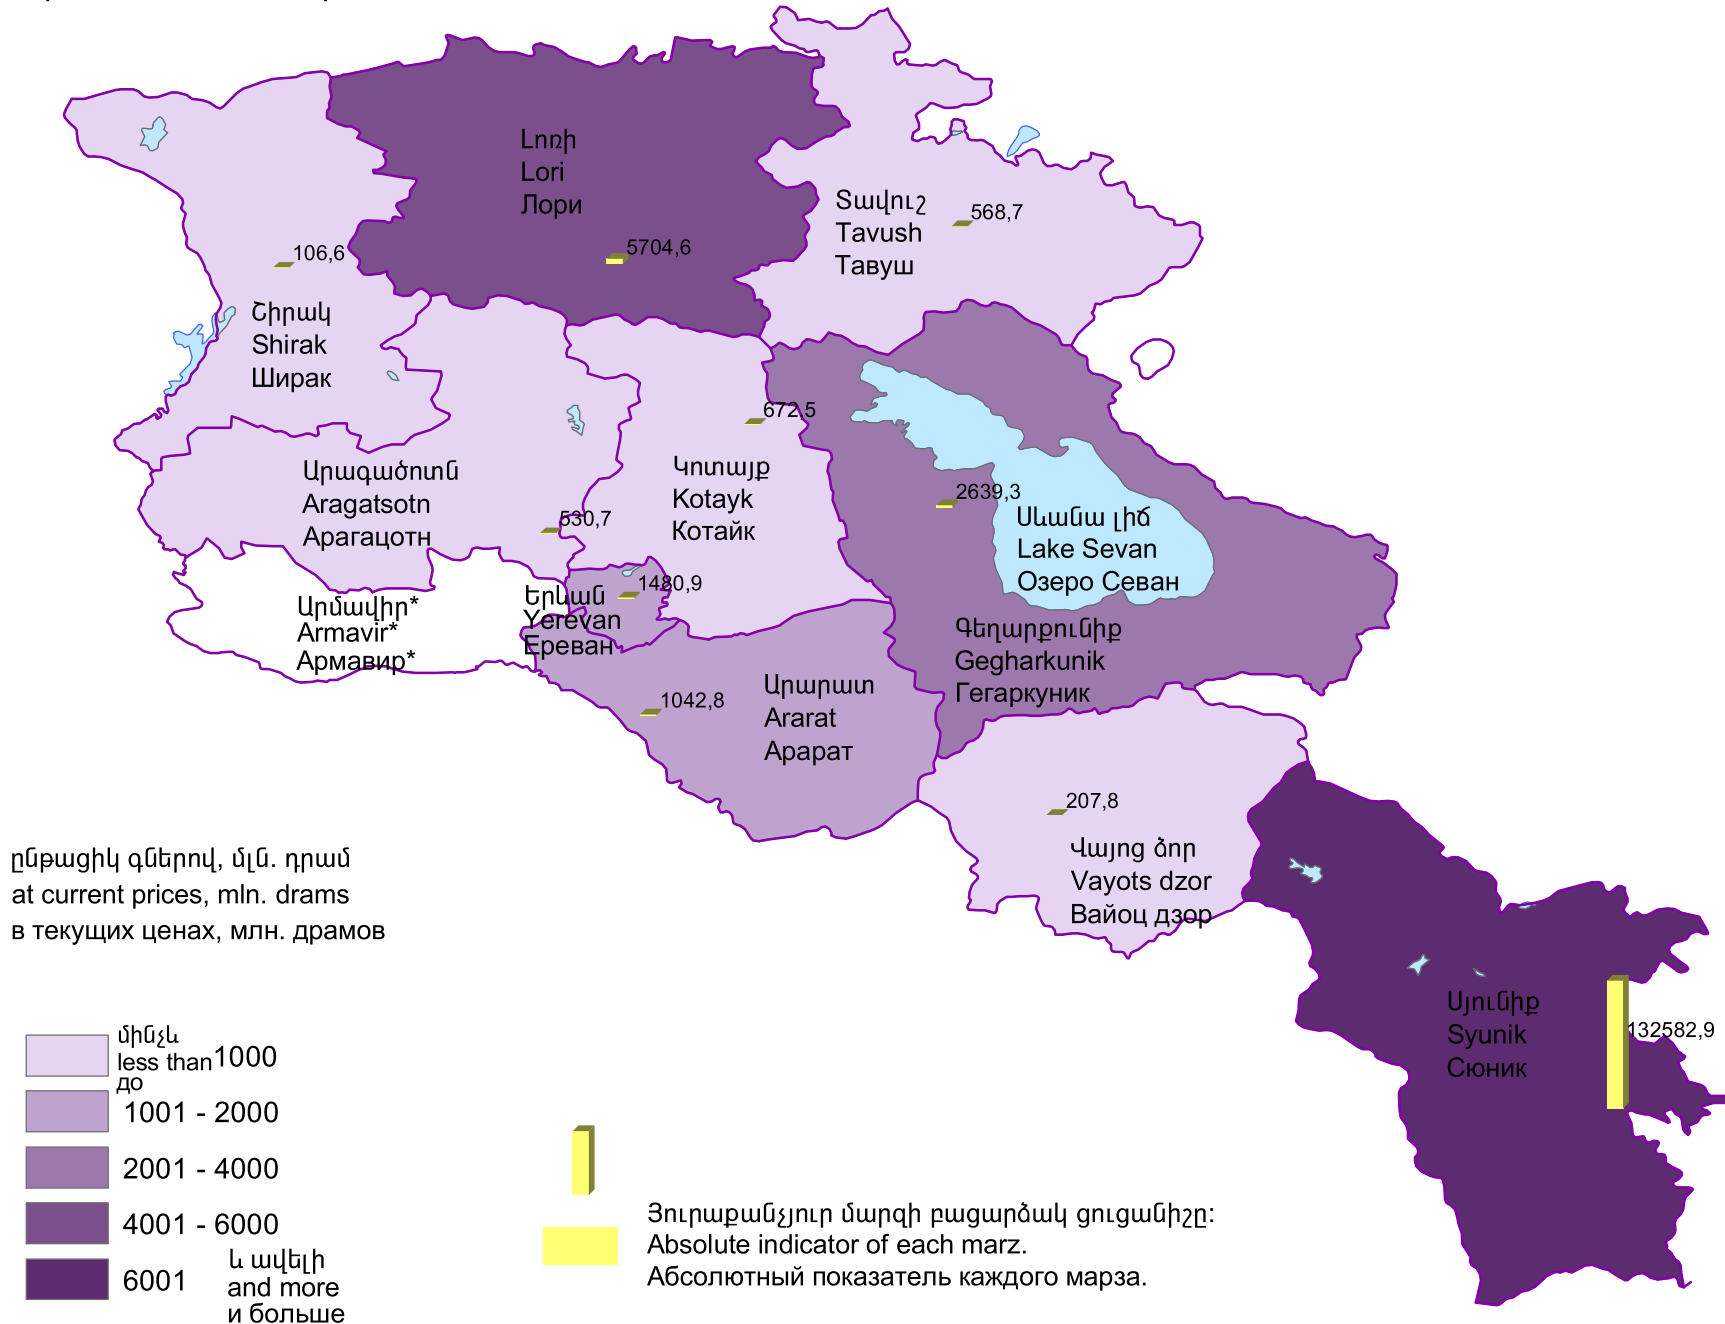 Լոռի
Lori
Лори
5704,6
Տավուշ
Tavush
Тавуш
568,7
106,6
Շիրակ
Shirak
Ширак
672,5
Կոտայք
Kotayk
Котайк
Արագածոտն
Aragatsotn
Арагацотн
530,7
2639,3
Սևանա լիճ
Lake Sevan
Озеро Севан
Գեղարքունիք
Gegharkunik
Гегаркуник
Արմավիր*
Armavir*
Армавир*
Երևան
Yerevan
Ереван
1480,9
1042,8
Արարատ
Ararat
Арарат
207,8
Վայոց ձոր
Vayots dzor
Вайоц дзор
Սյունիք
Syunik
Сюник
132582,9
ընթացիկ գներով, մլն. դրամ
at current prices, mln. drams
в текущих ценах, млн. драмов
մինչև
less than 1000
до
1001 - 2000
2001 - 4000
4001 - 6000
և ավելի
6001 and more
и больше
Յուրաքանչյուր մարզի բացարձակ ցուցանիշը:
Absolute indicator of each marz.
Абсолютный показатель каждого марза.